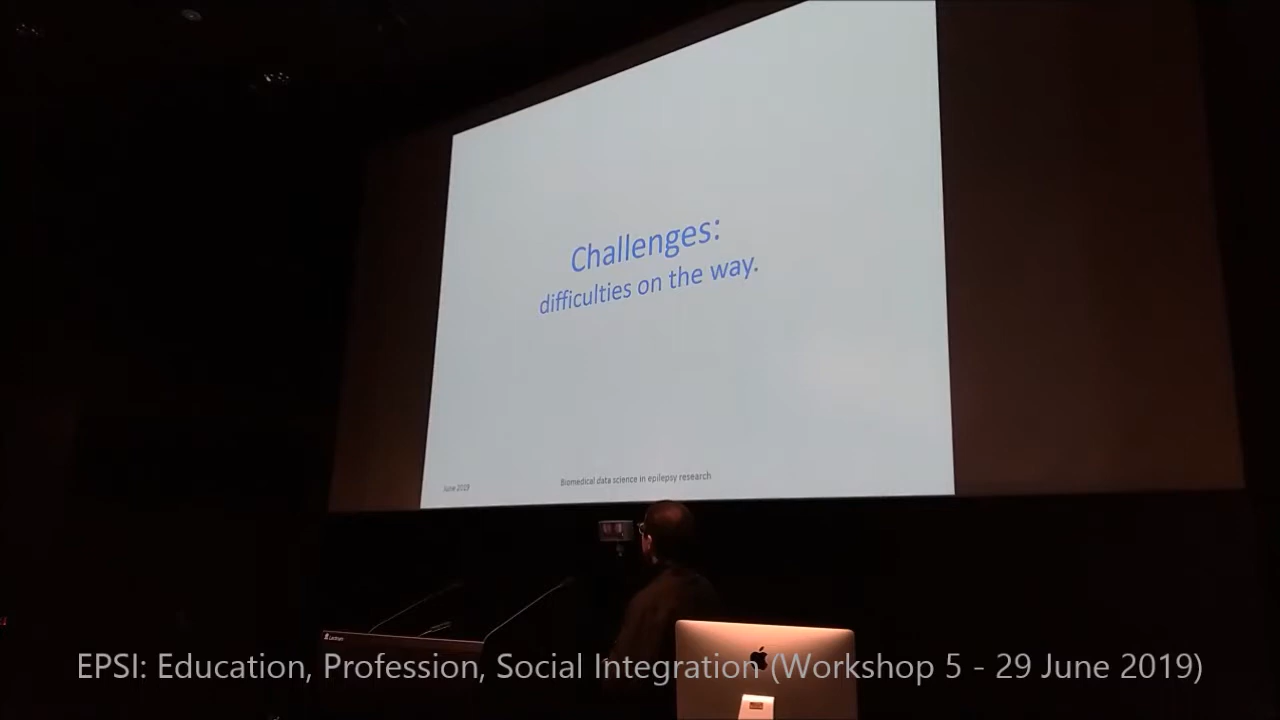 Challenges:
difficulties on the way.
June 2019
Biomedical data science in epilepsy research
EPSI: Education, Profession, Social Integration (Workshop 5 - 29 June 2019)